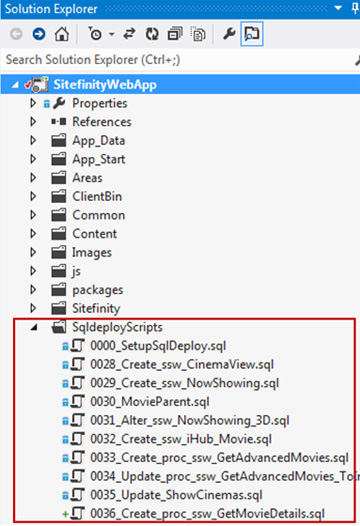 Solution Explorer
Search Solution Explorer (Ctrl+;)
SitefinityWebApp
Properties
References
App_Data
App_Start
Areas
ClientBin
Common
Content
Images
js
packages
Sitefinity
SqldeployScripts
0000_SetupSqlDeploy.sql
0028_Create_ssw_CinemaView.sql
0029_Create_ssw_NowShowing.sql
0030_MovieParent.sql
0031_Alter_ssw_NowShowing_3D.sql
0032_Create_ssw_iHub_Movie.sql
0033_Create_proc_ssw_GetAdvancedMovies.sql
0034_Update_proc_ssw_GetAdvancedMovies_ToIn
0035_Update_ShowCinemas.sql
0036_Create_proc_ssw_GetMovieDetails.sql